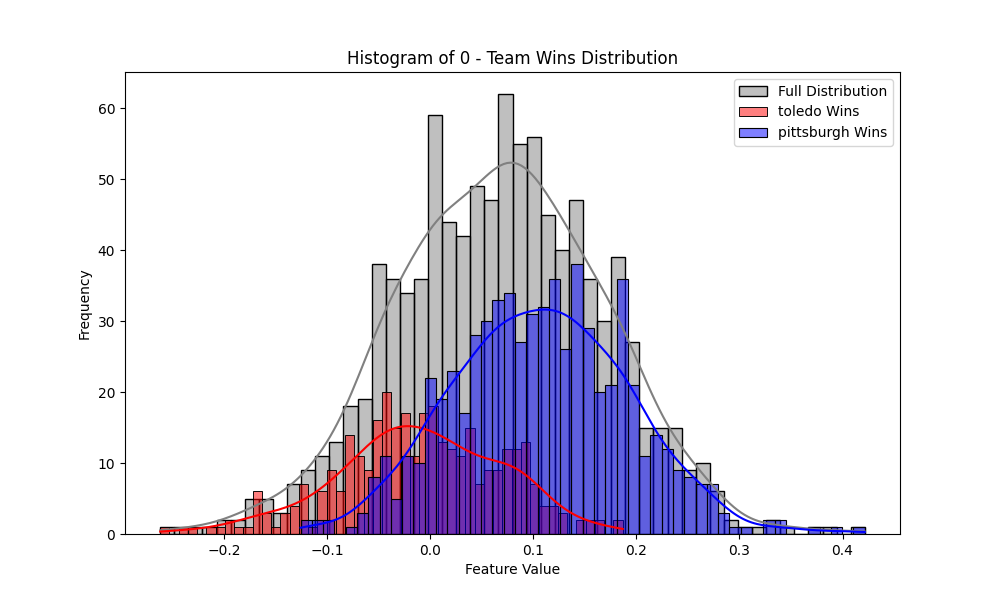 Histogram of 0 - Team Wins Distribution
Full Distribution
toledo Wins
pittsburgh Wins
Frequency
60
50
40
30
20
10
0
−0.2
−0.1
0.0
0.1
0.2
0.3
0.4
Feature Value